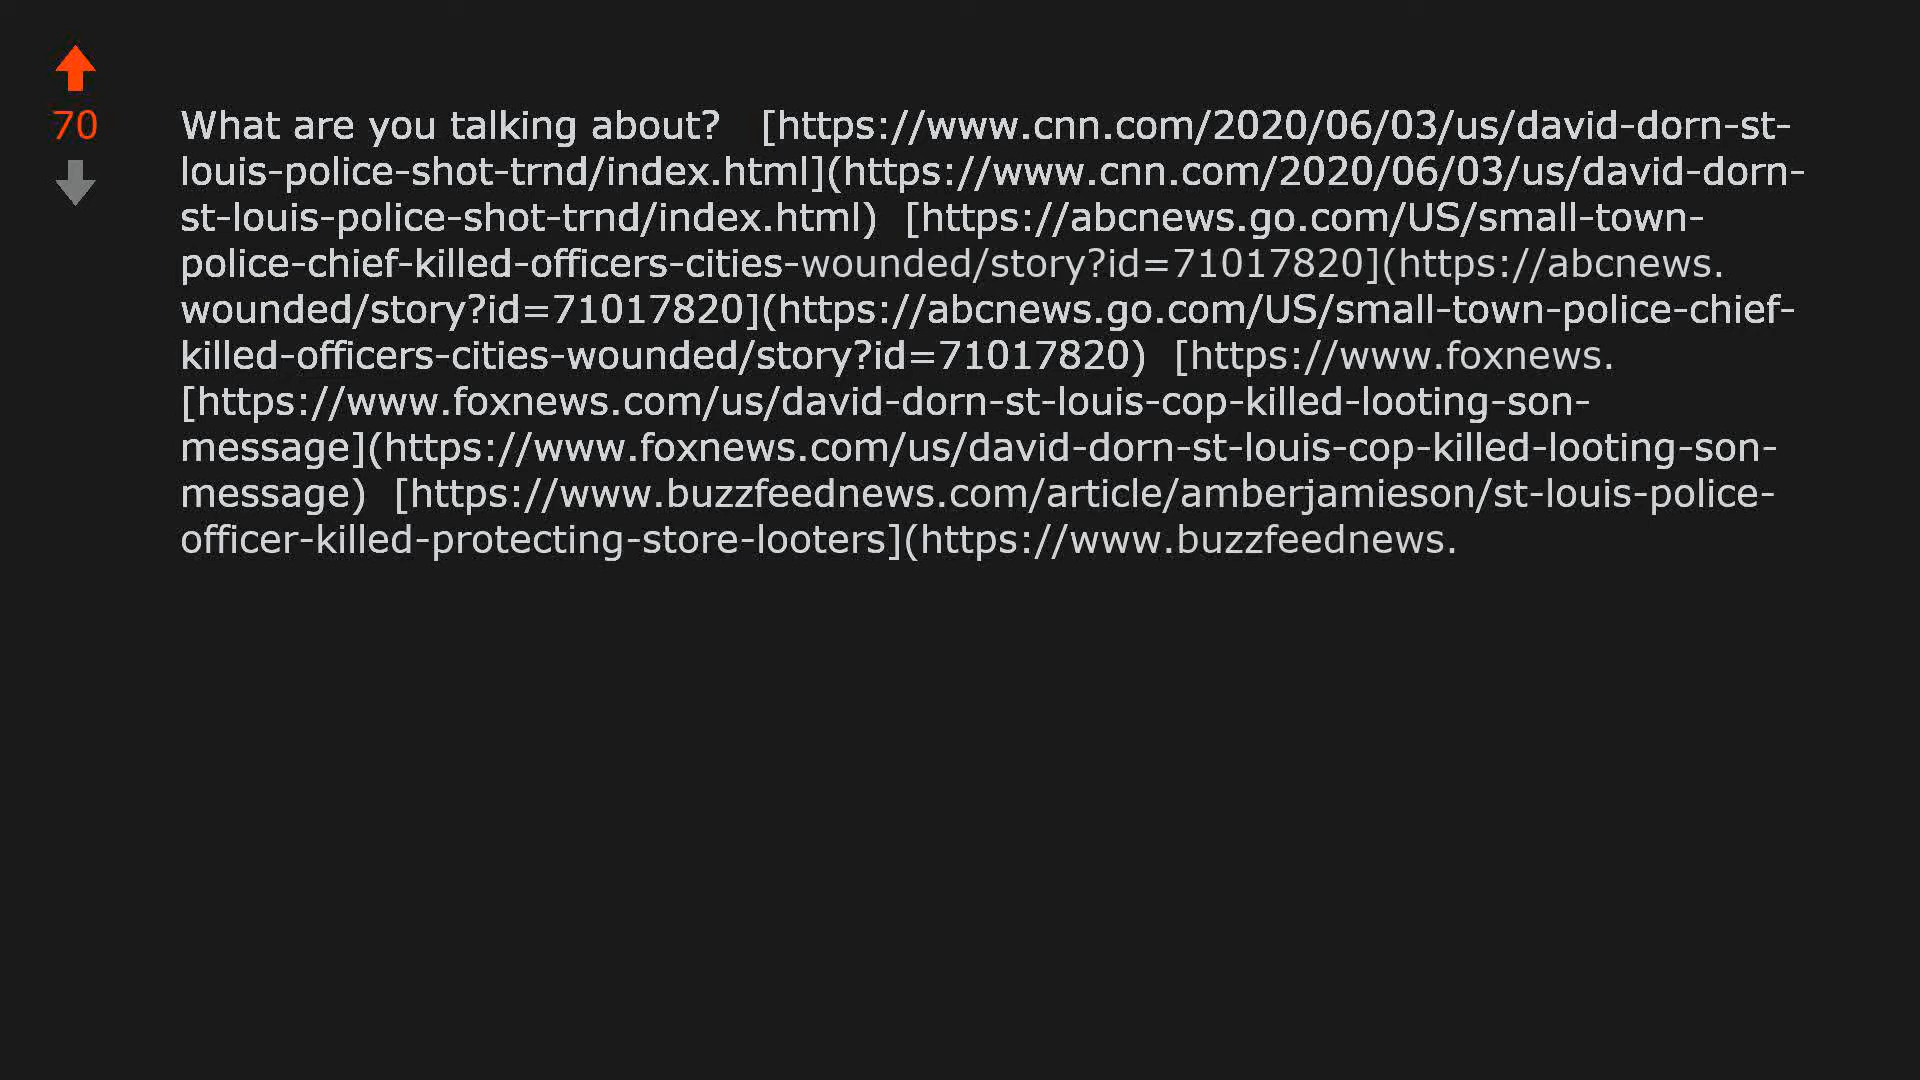 70
What are you talking about?   [https://www.cnn.com/2020/06/03/us/david-dorn-st-
louis-police-shot-trnd/index.html](https://www.cnn.com/2020/06/03/us/david-dorn-
st-louis-police-shot-trnd/index.html)  [https://abcnews.go.com/US/small-town-
police-chief-killed-officers-cities-wounded/story?id=71017820](https://abcnews.
wounded/story?id=71017820](https://abcnews.go.com/US/small-town-police-chief-
killed-officers-cities-wounded/story?id=71017820)  [https://www.foxnews.
[https://www.foxnews.com/us/david-dorn-st-louis-cop-killed-looting-son-
message](https://www.foxnews.com/us/david-dorn-st-louis-cop-killed-looting-son-
message)  [https://www.buzzfeednews.com/article/amberjamieson/st-louis-police-
officer-killed-protecting-store-looters](https://www.buzzfeednews.